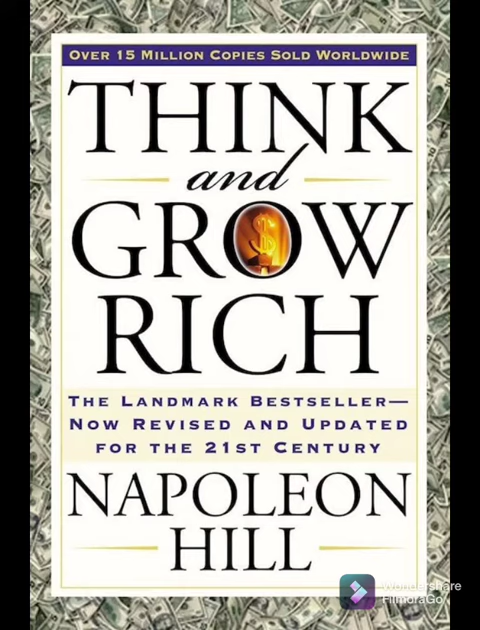 OVER 15 MILLION COPIES SOLD WORLDWIDE
THINK
and
GROW
RICH
THE LANDMARK BESTSELLER—
NOW REVISED AND UPDATED
FOR THE 21ST CENTURY
NAPOLEON
HILL
Wondershare
FilmoraGo